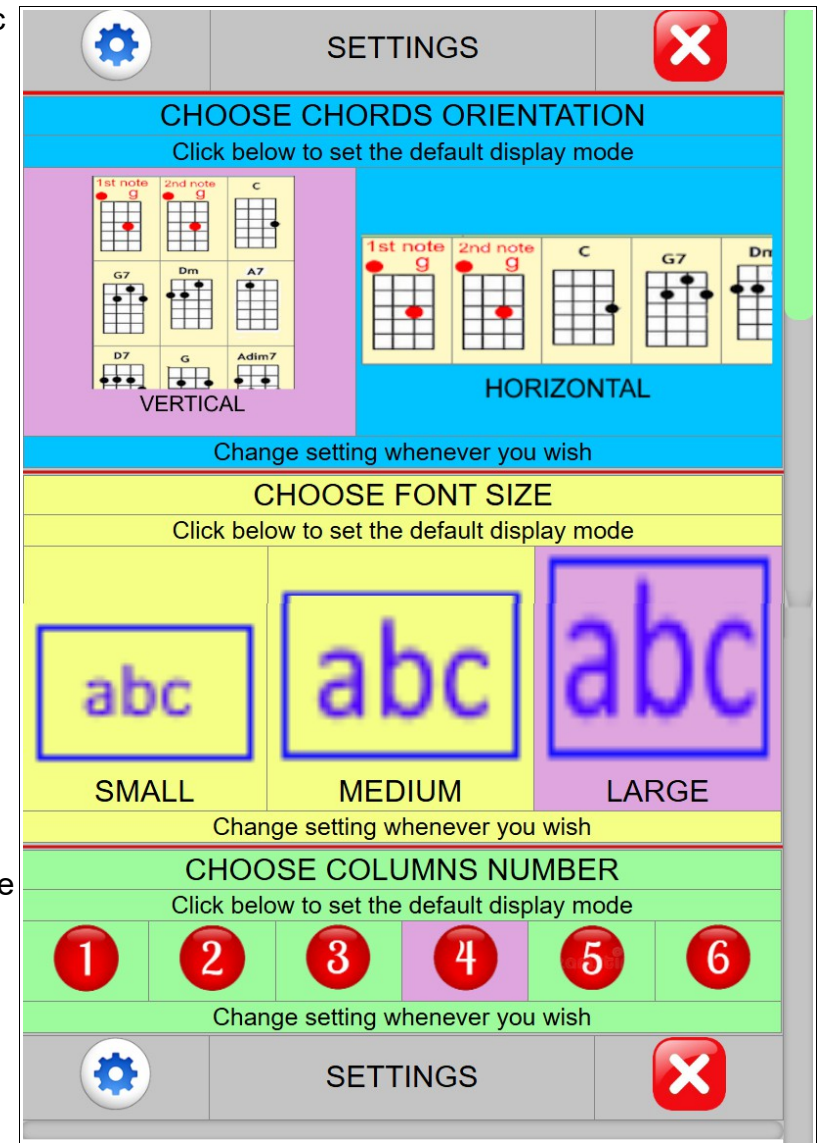 c
SETTINGS
CHOOSE CHORDS ORIENTATION
Click below to set the default display mode
1st note 2nd note C
g g
G7 Dm A7
D7 G Adim7
VERTICAL
1st note 2nd note C G7 Dm
g g
HORIZONTAL
Change setting whenever you wish
CHOOSE FONT SIZE
Click below to set the default display mode
abc abc abc
SMALL MEDIUM LARGE
Change setting whenever you wish
CHOOSE COLUMNS NUMBER
e
Click below to set the default display mode
1 2 3 4 5 6
Change setting whenever you wish
SETTINGS